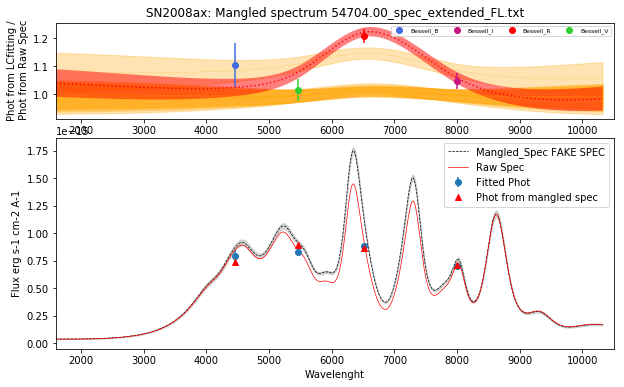 SN2008ax: Mangled spectrum 54704.00_spec_extended_FL.txt
Phot from LCfitting /
Phot from Raw Spec
1.2
1.1
1.0
Bessell_B
Bessell_I
Bessell_R
Bessell_V
2000 3000 4000 5000 6000 7000 8000 9000 10000
Flux erg s-1 cm-2 A-1
1.75
1.50
1.25
1.00
0.75
0.50
0.25
0.00
Mangled_Spec FAKE SPEC
Raw Spec
Fitted Phot
Phot from mangled spec
2000 3000 4000 5000 6000 7000 8000 9000 10000
Wavelenght